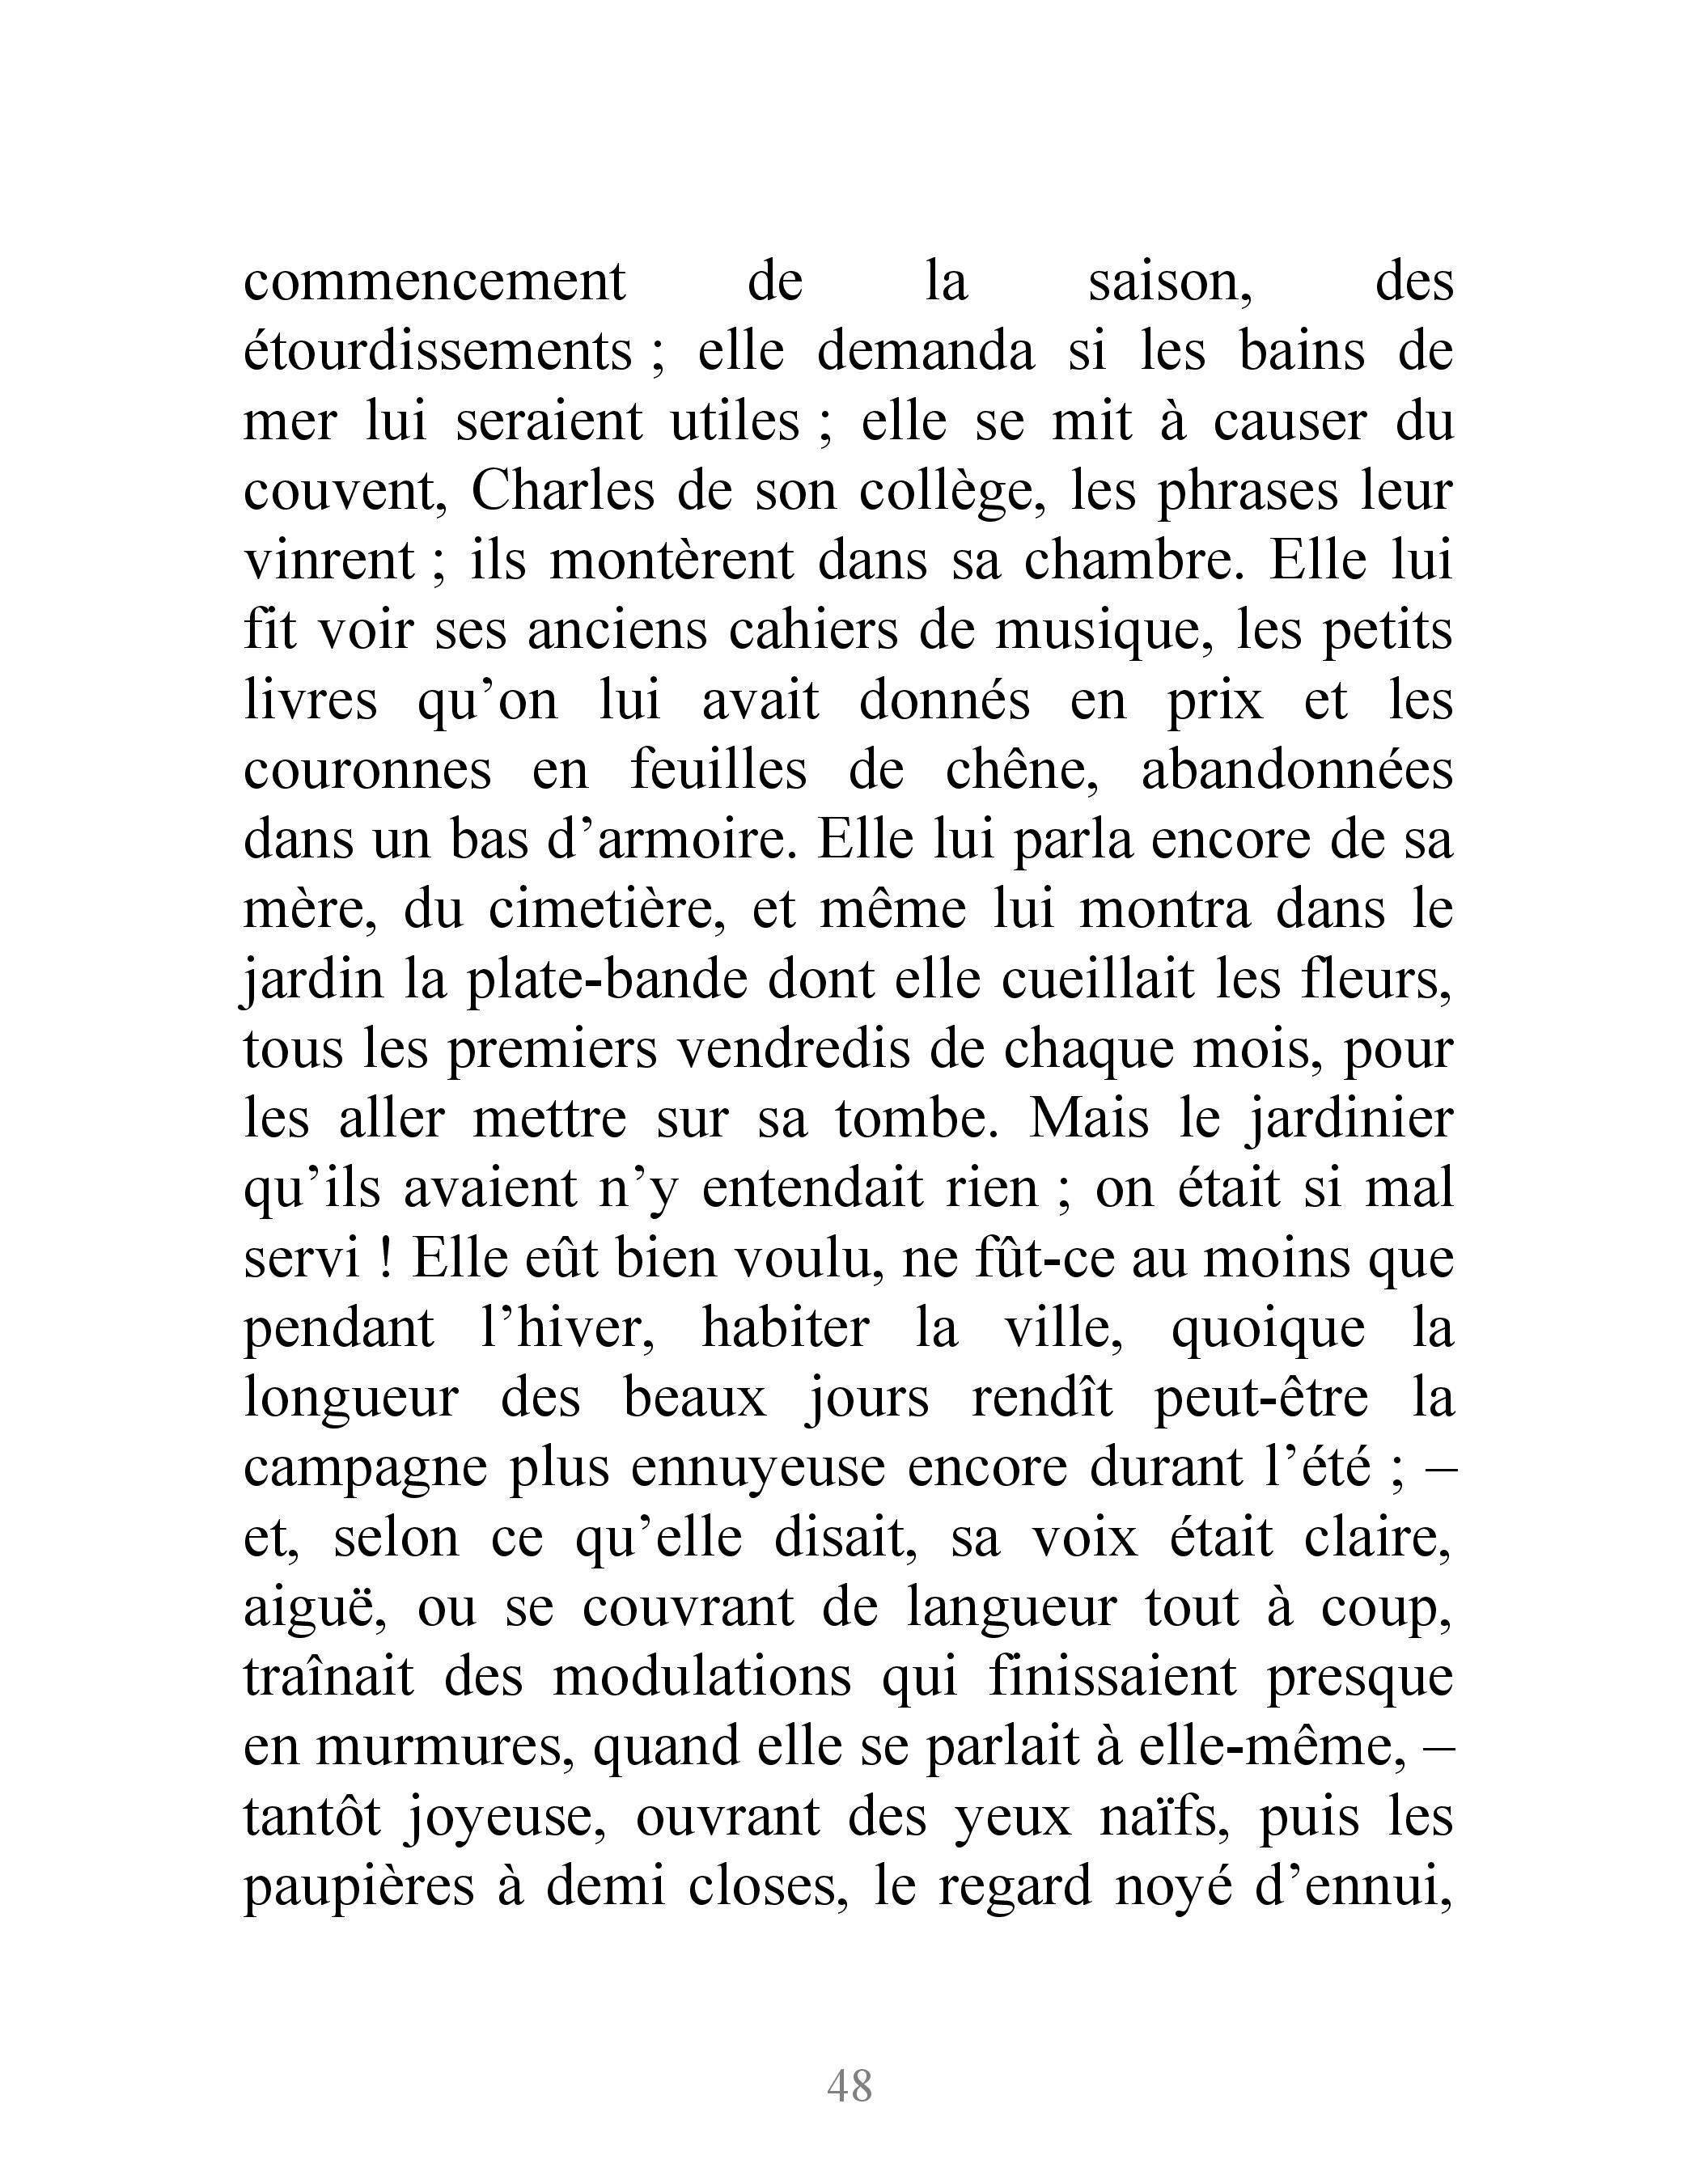 commencement de la saison, des
étourdissements ; elle demanda si les bains de
mer lui seraient utiles ; elle se mit à causer du
couvent, Charles de son collège, les phrases leur
vinrent ; ils montèrent dans sa chambre. Elle lui
fit voir ses anciens cahiers de musique, les petits
livres qu’on lui avait donnés en prix et les
couronnes en feuilles de chêne, abandonnées
dans un bas d’armoire. Elle lui parla encore de sa
mère, du cimetière, et même lui montra dans le
jardin la plate-bande dont elle cueillait les fleurs,
tous les premiers vendredis de chaque mois, pour
les aller mettre sur sa tombe. Mais le jardinier
qu’ils avaient n’y entendait rien ; on était si mal
servi ! Elle eût bien voulu, ne fût-ce au moins que
pendant l’hiver, habiter la ville, quoique la
longueur des beaux jours rendît peut-être la
campagne plus ennuyeuse encore durant l’été ; –
et, selon ce qu’elle disait, sa voix était claire,
aiguë, ou se couvrant de langueur tout à coup,
traînait des modulations qui finissaient presque
en murmures, quand elle se parlait à elle-même, –
tantôt joyeuse, ouvrant des yeux naïfs, puis les
paupières à demi closes, le regard noyé d’ennui,
48